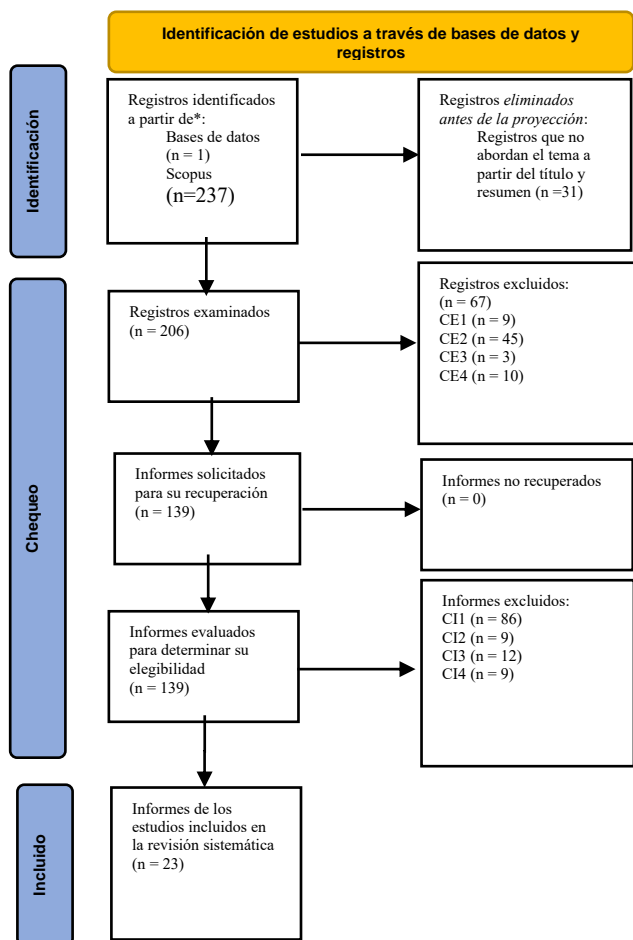 Identificación de estudios a través de bases de datos y
registros
Identificación
Registros identificados
a partir de*:
Bases de datos
(n = 1)
Scopus
(n=237)
Registros eliminados
antes de la proyección:
Registros que no
abordan el tema a
partir del título y
resumen (n =31)
Chequeo
Registros examinados
(n = 206)
Registros excluidos:
(n = 67)
CE1 (n = 9)
CE2 (n = 45)
CE3 (n = 3)
CE4 (n = 10)
Informes solicitados
para su recuperación
(n = 139)
Informes no recuperados
(n = 0)
Informes evaluados
para determinar su
elegibilidad
(n = 139)
Informes excluidos:
CI1 (n = 86)
CI2 (n = 9)
CI3 (n = 12)
CI4 (n = 9)
Incluido
Informes de los
estudios incluidos en
la revisión sistemática
(n = 23)